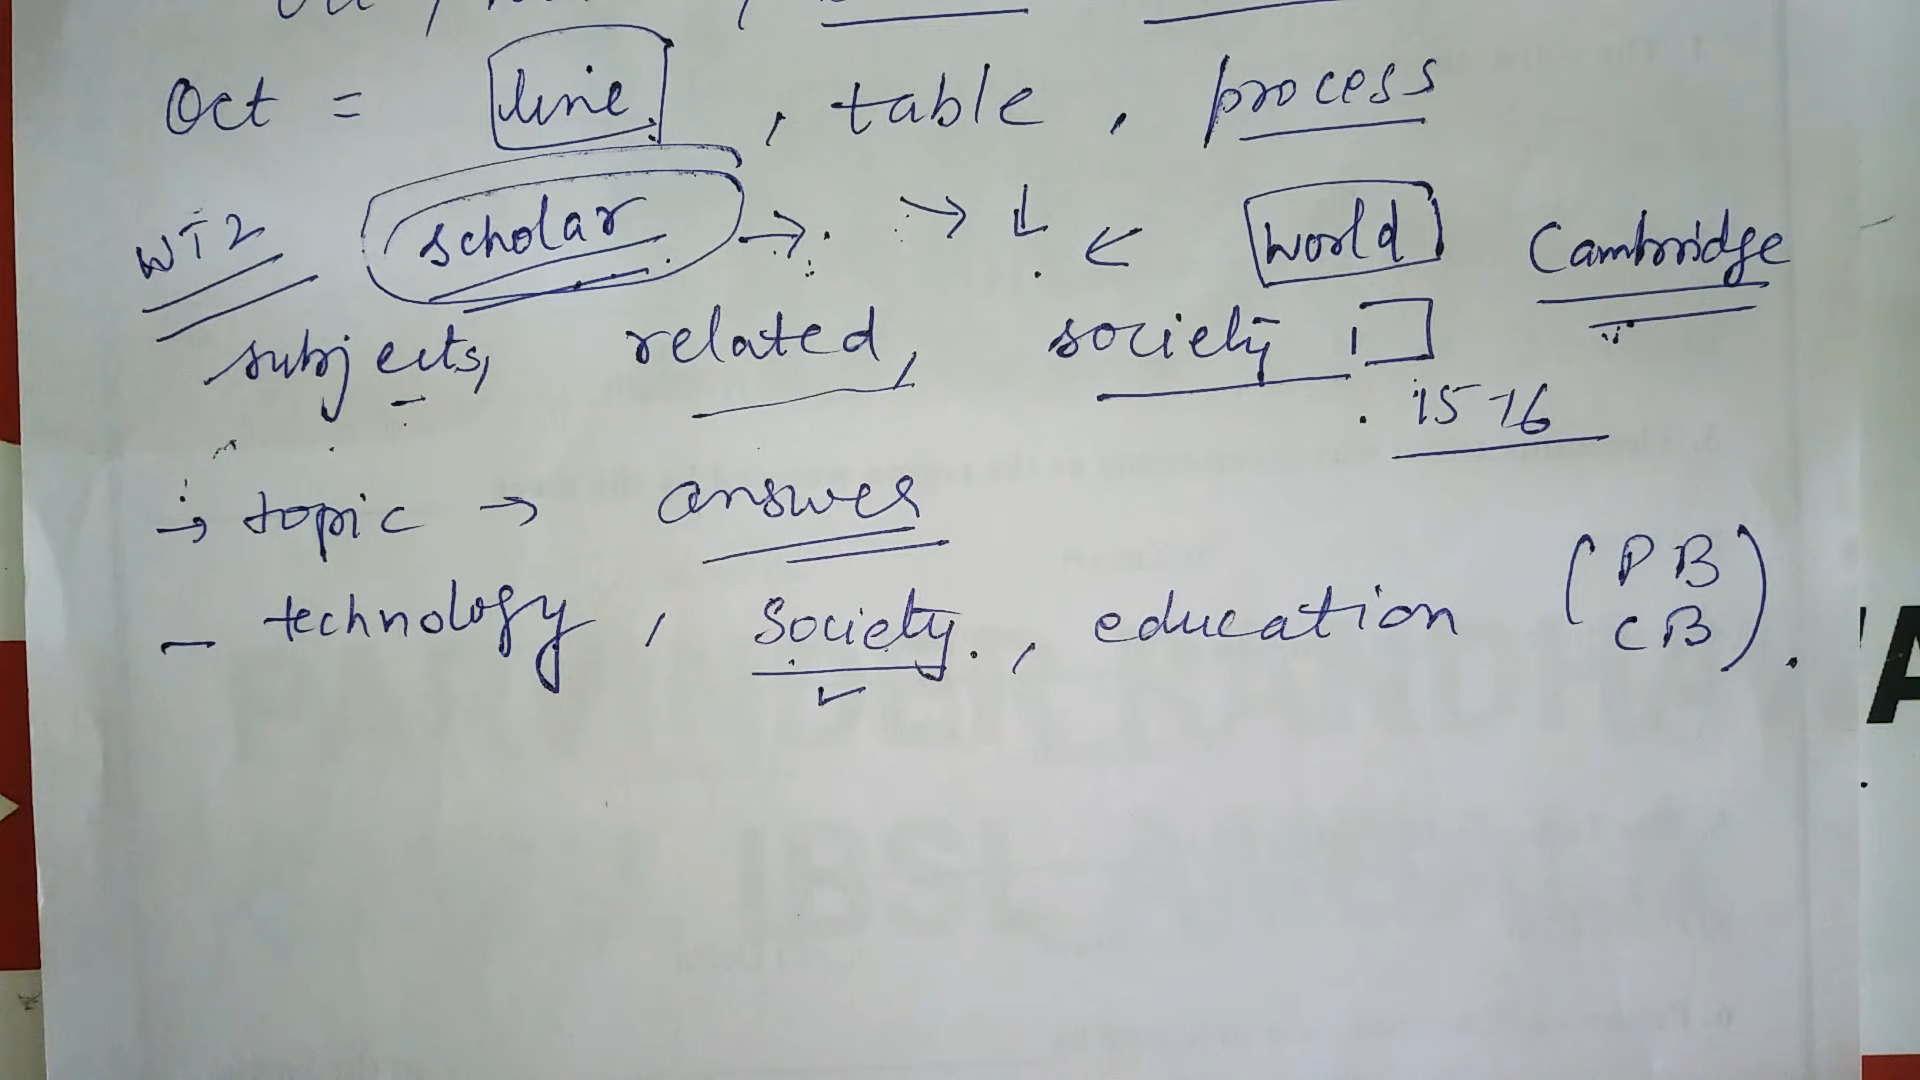 Oct = line , table , process
WT2 scholar → → ↓ ← world Cambridge
subjects, related, society
15 16
→ topic → answer
- technology , Society , education (PB CB).